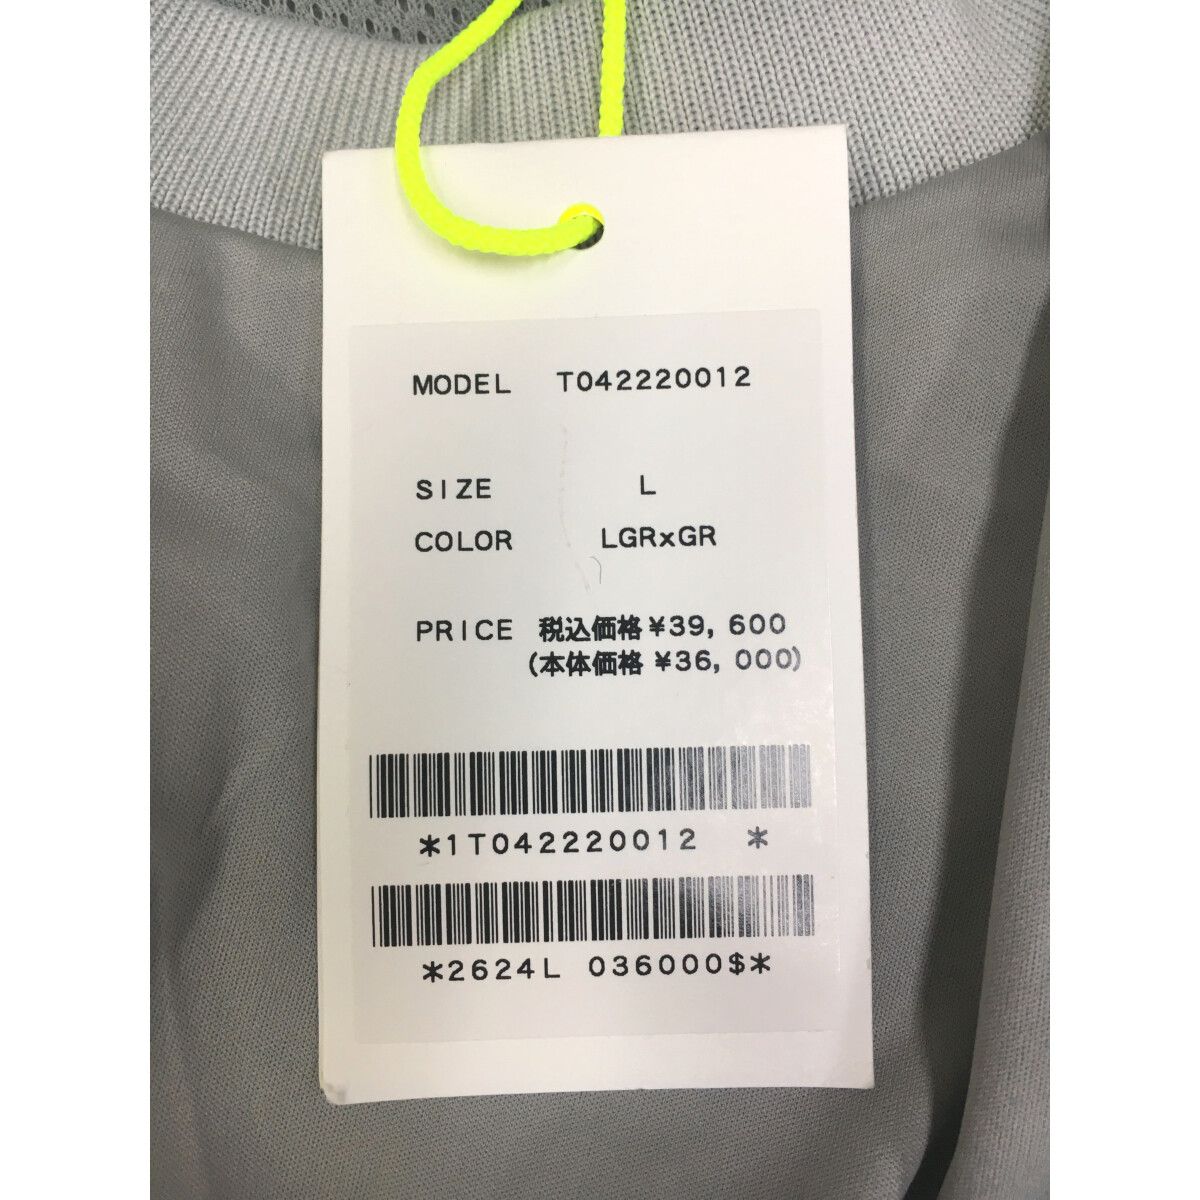 MODEL T042220012
SIZE L
COLOR LGRxGR
PRICE 税込価格¥39,600
(本体価格 ¥36,000)
*1T042220012 *
*2624L 036000$*